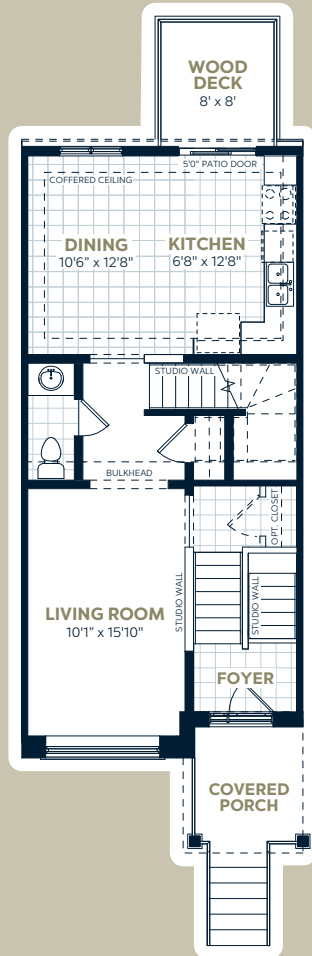 WOOD
DECK
8' x 8'
5'0" PATIO DOOR
COFFERED CEILING
DINING
10'6" x 12'8"
KITCHEN
6'8" x 12'8"
STUDIO WALL
BULKHEAD
OPT. CLOSET
STUDIO WALL
STUDIO WALL
LIVING ROOM
10'1" x 15'10"
FOYER
COVERED
PORCH